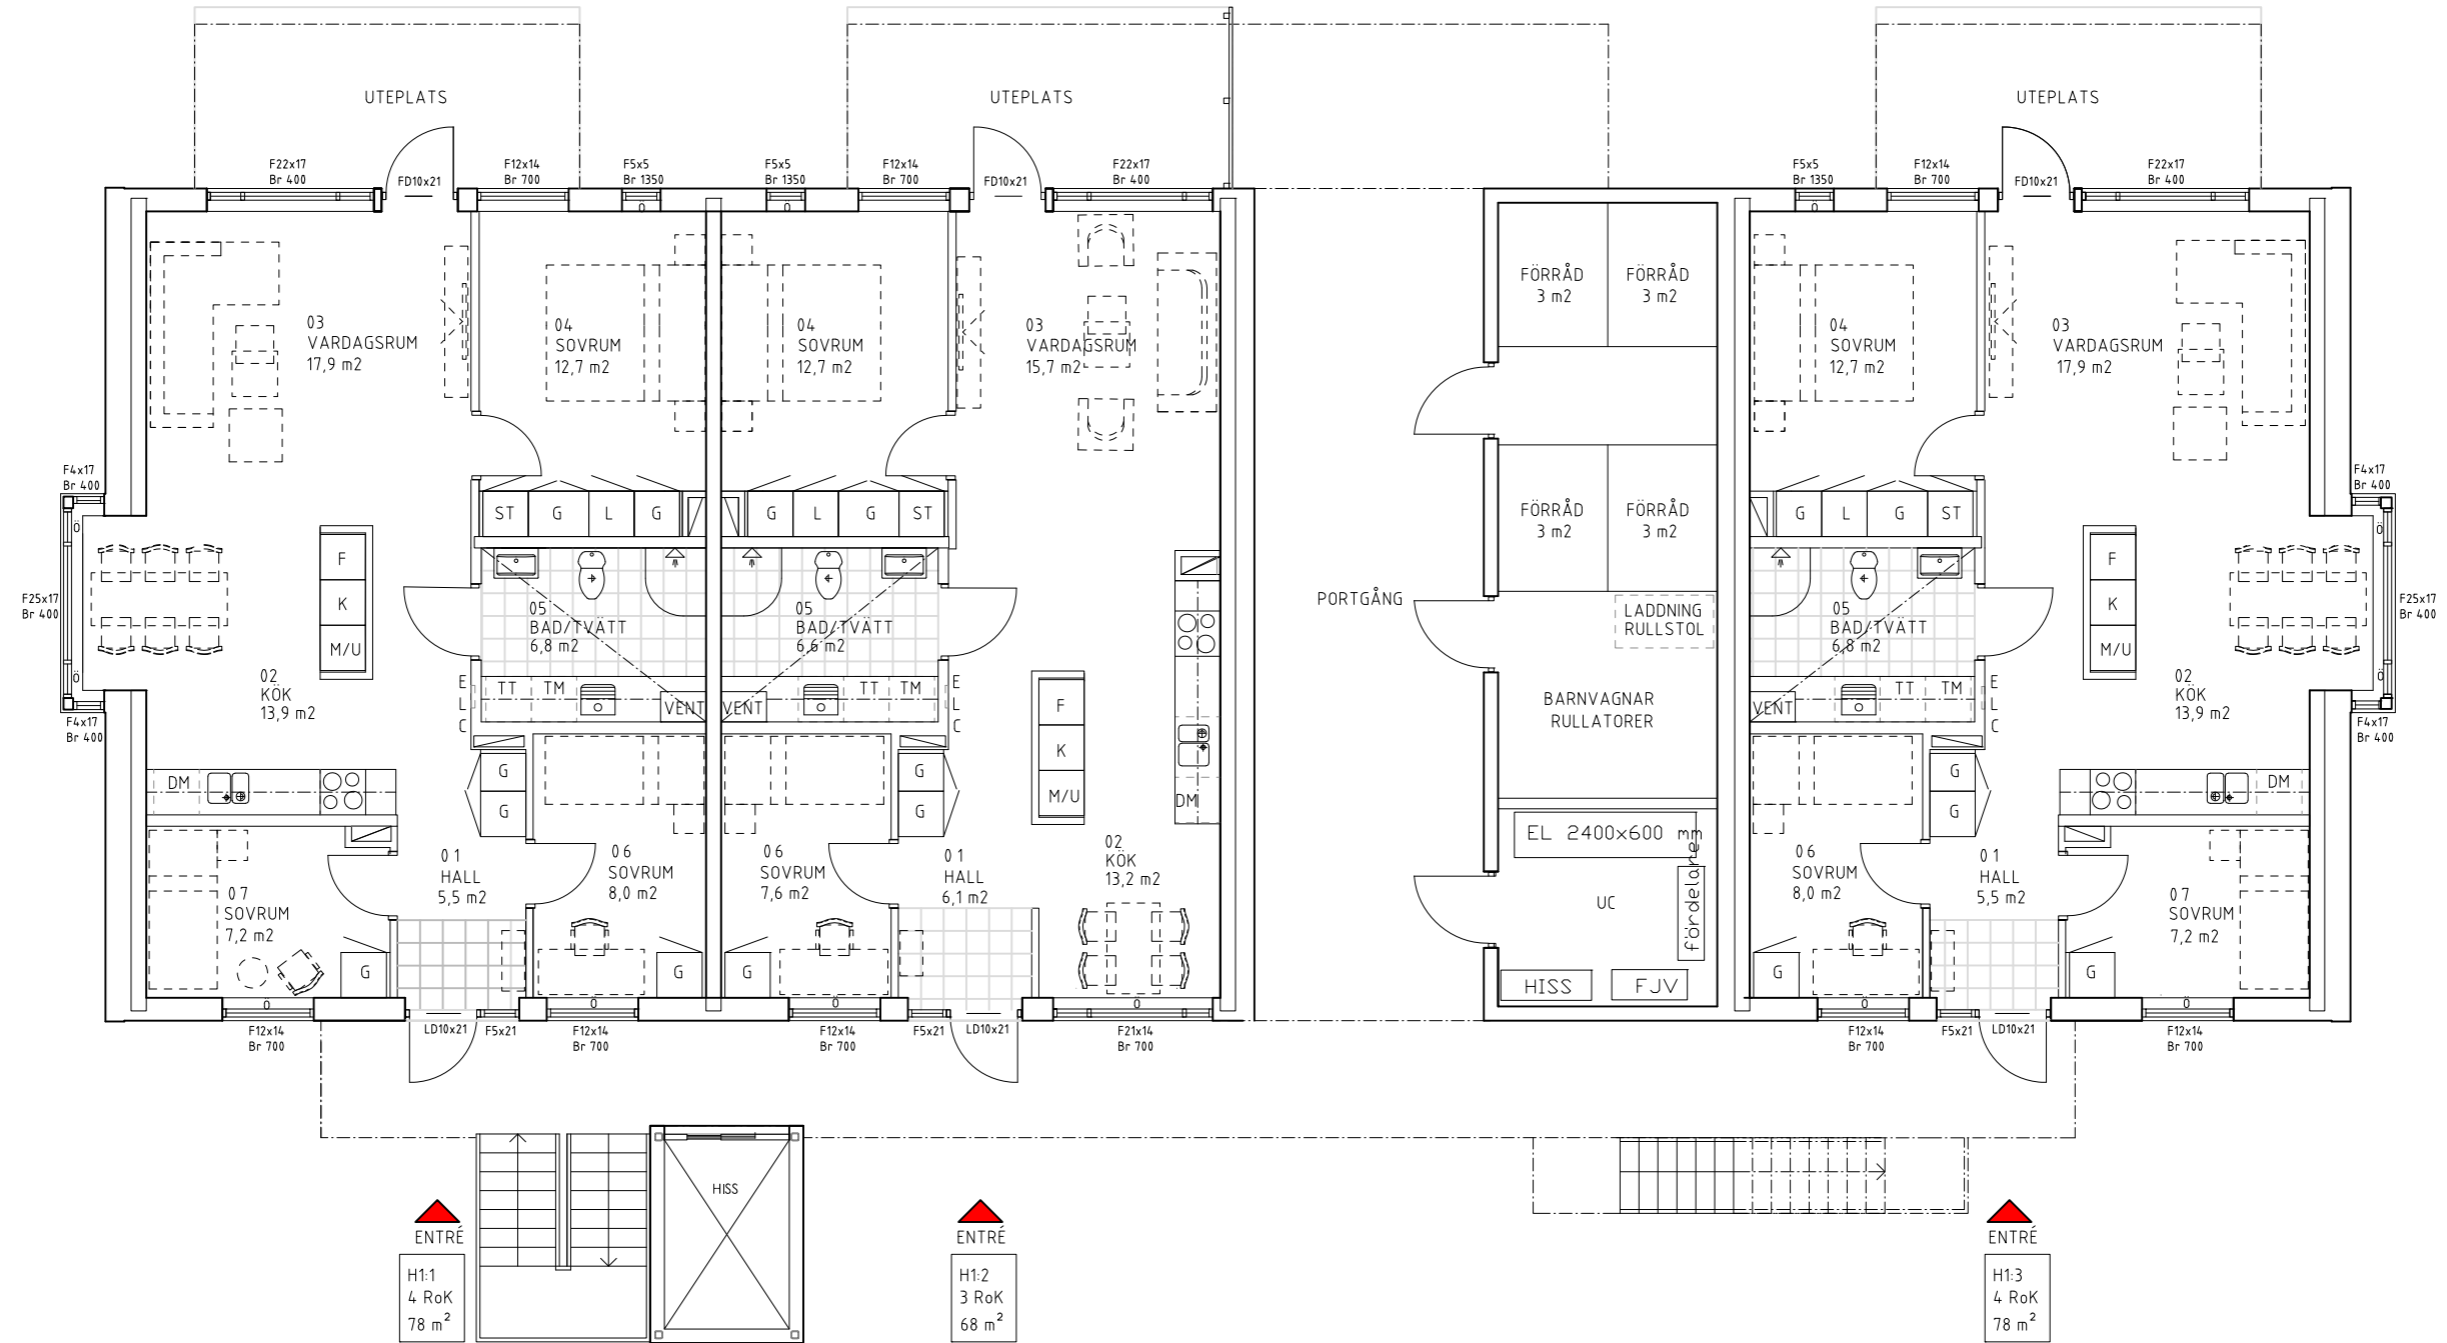 UTEPLATS
UTEPLATS
UTEPLATS
F22x17
Br 400
FD10x21
F12x14
Br 700
F5x5
Br 1350
F5x5
Br 1350
F12x14
Br 700
FD10x21
F22x17
Br 400
F5x5
Br 1350
F12x14
Br 700
FD10x21
F22x17
Br 400
Ö
Ö
Ö
03
VARDAGSRUM
17,9 m2
04
SOVRUM
12,7 m2
04
SOVRUM
12,7 m2
03
VARDAGSRUM
15,7 m2
FÖRRÅD
3 m2
FÖRRÅD
3 m2
04
SOVRUM
12,7 m2
03
VARDAGSRUM
17,9 m2
F4x17
Br 400
ST
G
L
G
G
L
G
ST
FÖRRÅD
3 m2
FÖRRÅD
3 m2
G
L
G
ST
F4x17
Br 400
Ö
Ö
F25x17
Br 400
F
K
M/U
05
BAD/TVÄTT
6,8 m2
05
BAD/TVÄTT
6,6 m2
PORTGÅNG
LADDNING
RULLSTOL
05
BAD/TVÄTT
6,8 m2
F
K
M/U
F25x17
Br 400
Ö
Ö
02
KÖK
13,9 m2
F4x17
Br 400
E
L
C
TT
TM
VENT
VENT
TT
TM
E
L
C
F
K
M/U
BARNVAGNAR
RULLATORER
VENT
TT
TM
E
L
C
02
KÖK
13,9 m2
F4x17
Br 400
DM
G
G
G
G
DM
G
G
DM
EL 2400x600 mm
fördelare
UC
HISS
FJV
07
SOVRUM
7,2 m2
01
HALL
5,5 m2
06
SOVRUM
8,0 m2
06
SOVRUM
7,6 m2
01
HALL
6,1 m2
02
KÖK
13,2 m2
06
SOVRUM
8,0 m2
01
HALL
5,5 m2
07
SOVRUM
7,2 m2
G
G
G
G
G
Ö
Ö
Ö
Ö
Ö
Ö
F12x14
Br 700
LD10x21
F5x21
F12x14
Br 700
F12x14
Br 700
F5x21
LD10x21
F21x14
Br 700
F12x14
Br 700
F5x21
LD10x21
F12x14
Br 700
HISS
ENTRÉ
H1:1
4 RoK
78 m²
ENTRÉ
H1:2
3 RoK
68 m²
ENTRÉ
H1:3
4 RoK
78 m²